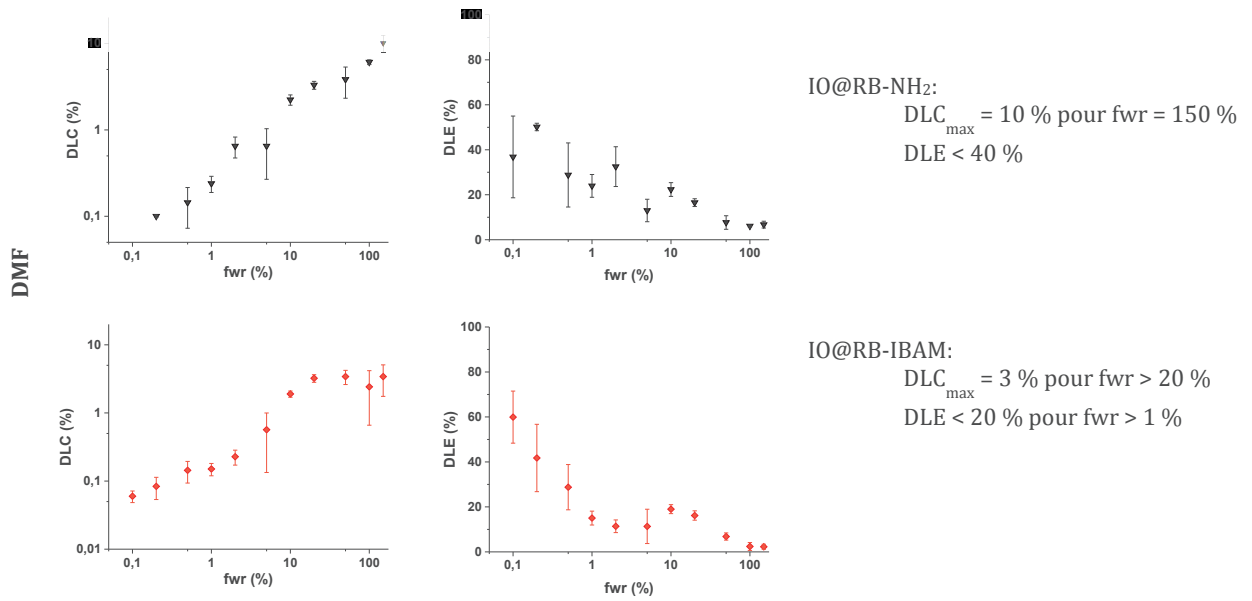 DMF
10
1
0,1
DLC (%)
0,1
1
10
100
fwr (%)
100
80
60
40
20
0
DLE (%)
0,1
1
10
100
fwr (%)
IO@RB-NH₂:
DLCmax = 10 % pour fwr = 150 %
DLE < 40 %
10
1
0,1
0,01
DLC (%)
0,1
1
10
100
fwr (%)
100
80
60
40
20
0
DLE (%)
0,1
1
10
100
fwr (%)
IO@RB-IBAM:
DLCmax = 3 % pour fwr > 20 %
DLE < 20 % pour fwr > 1 %